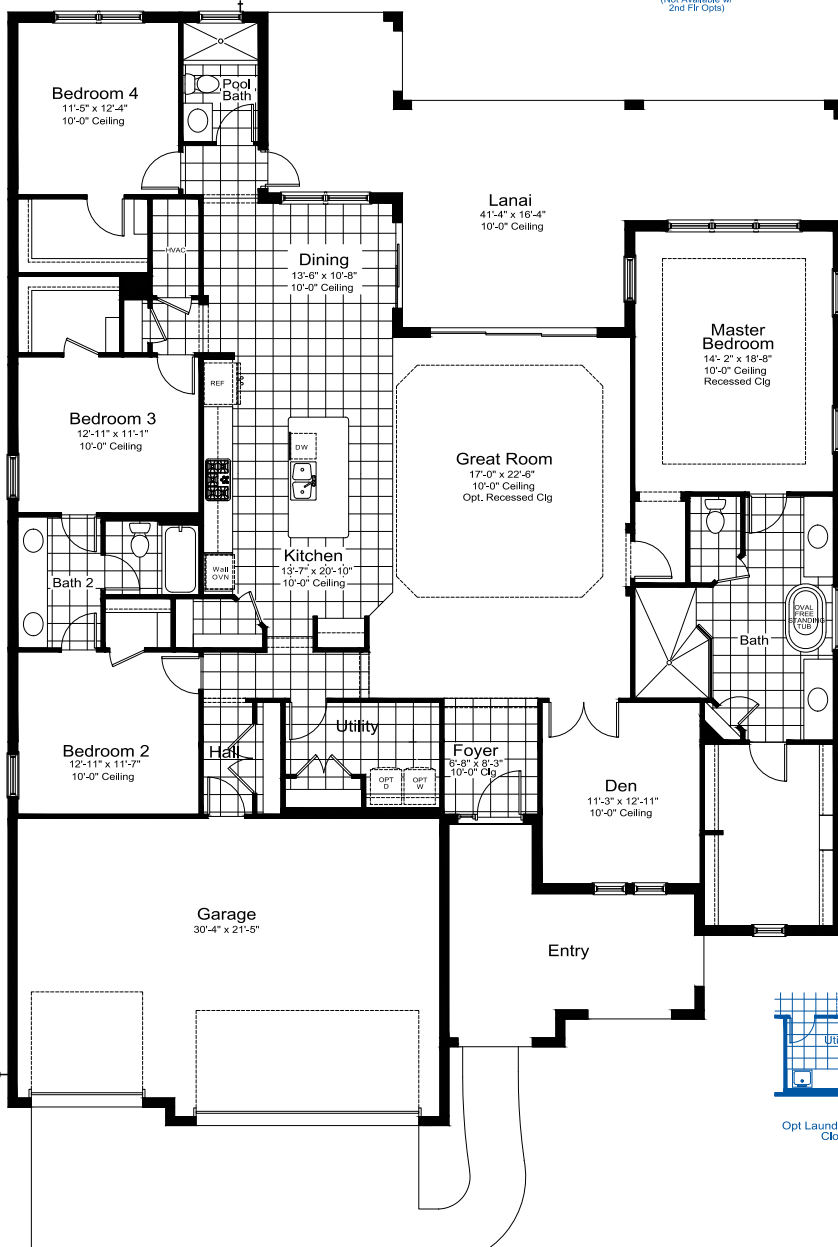 (Not Available w/
2nd Flr Opts)
Bedroom 4
11'-5" x 12'-4"
10'-0" Ceiling
Pool
Bath
Lanai
41'-4" x 16'-4"
10'-0" Ceiling
HVAC
Dining
13'-6" x 10'-8"
10'-0" Ceiling
Master
Bedroom
14'- 2" x 18'-8"
10'-0" Ceiling
Recessed Clg
REF
Bedroom 3
12'-11" x 11'-1"
10'-0" Ceiling
DW
Great Room
17'-0" x 22'-6"
10'-0" Ceiling
Opt. Recessed Clg
Kitchen
13'-7" x 20'-10"
10'-0" Ceiling
Wall
OVN
Bath 2
OVAL
FREE
STANDING
TUB
Bath
Bedroom 2
12'-11" x 11'-7"
10'-0" Ceiling
Hall
Utility
OPT
D
OPT
W
Foyer
6'-8" x 8'-3"
10'-0" Clg
Den
11'-3" x 12'-11"
10'-0" Ceiling
Garage
30'-4" x 21'-5"
Entry
Uti
Opt Laund
Clo